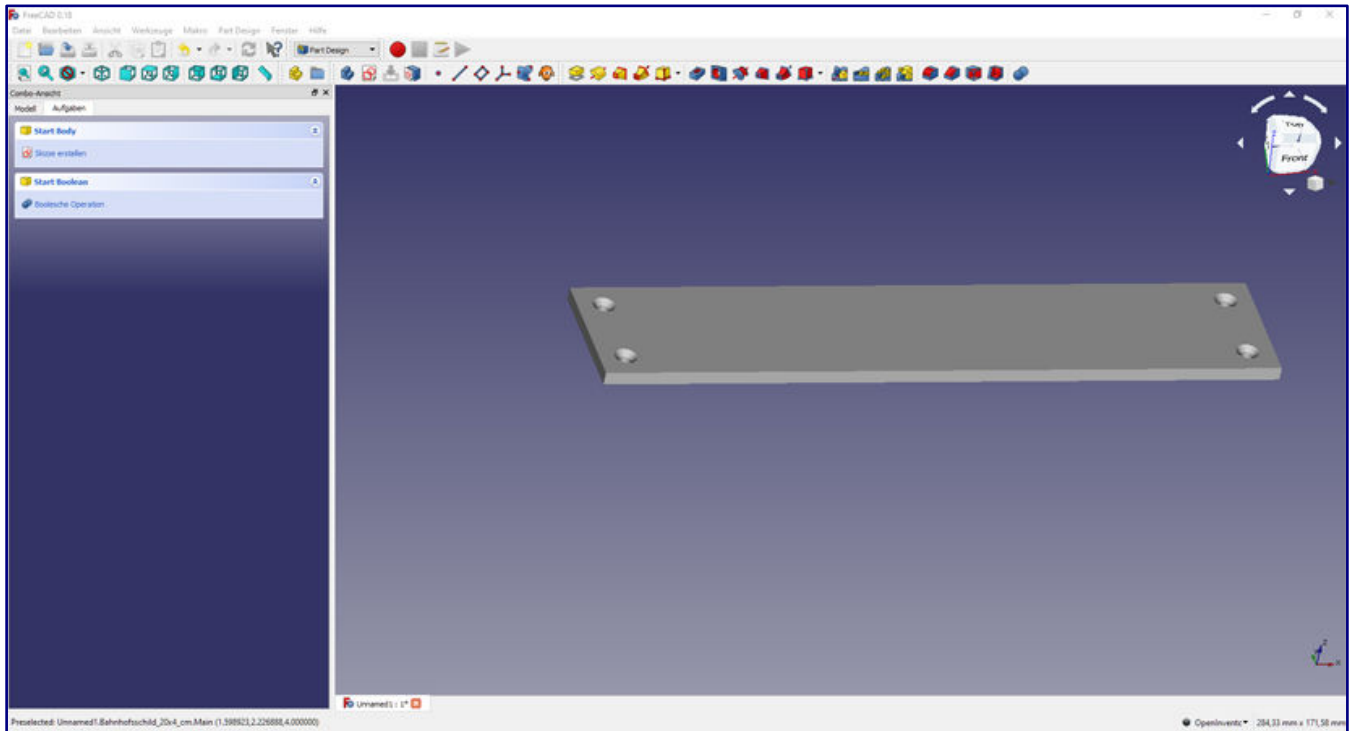 FreeCAD 0.18
Datei Bearbeiten Ansicht Werkzeuge Makro Part Design Fenster Hilfe
Part Design
Combo-Ansicht
Modell Aufgaben
Start Body
Skizze erstellen
Start Boolean
Boolesche Operation
Top
Front
Z
X
Unnamed1 : 1*
Preselected: Unnamed1.Bahnhofsschild_20x4_cm.Main (1.598923,2.226888,4.000000)
OpenInventor 284,33 mm x 171,58 mm